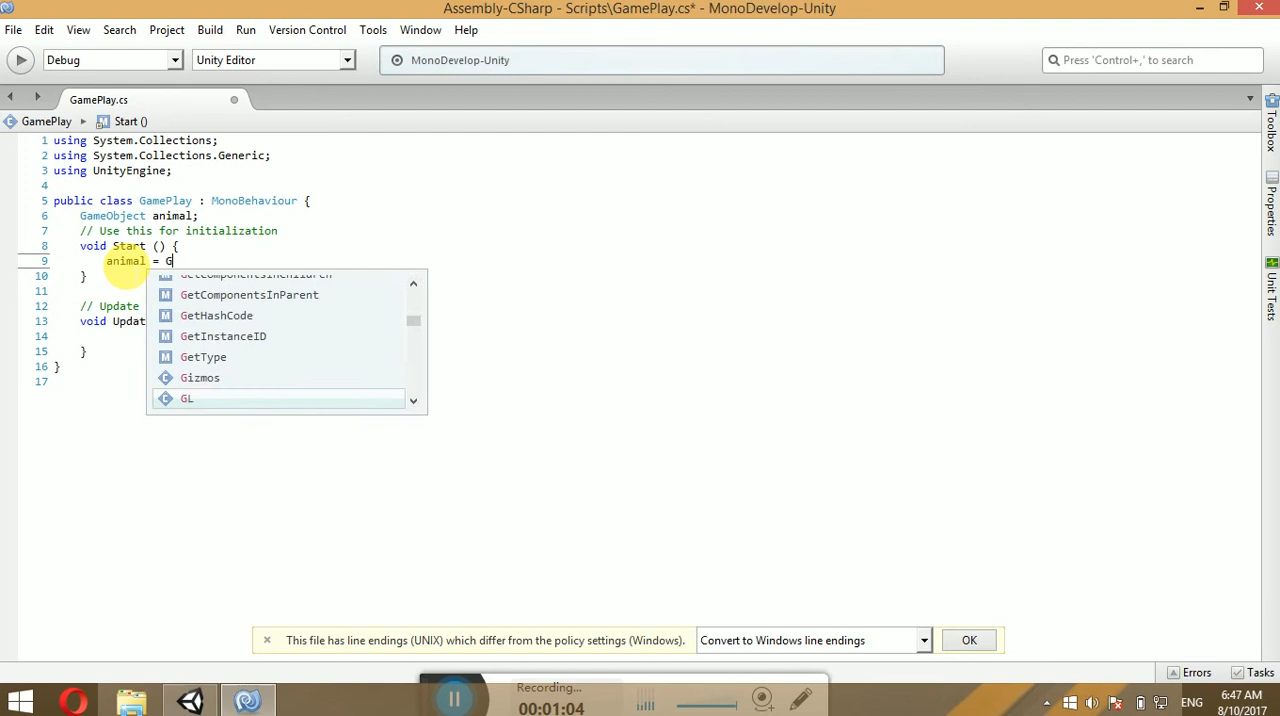 Assembly-CSharp - Scripts\GamePlay.cs* - MonoDevelop-Unity
File Edit View Search Project Build Run Version Control Tools Window Help
Debug Unity Editor MonoDevelop-Unity Press 'Control+,' to search
GamePlay.cs
GamePlay Start ()
1 using System.Collections;
2 using System.Collections.Generic;
3 using UnityEngine;
4
5 public class GamePlay : MonoBehaviour {
6 GameObject animal;
7 // Use this for initialization
8 void Start () {
9 animal = G
10 }
11
12 // Update
13 void Updat
14
15 }
16 }
17
GetComponentsInChildren
GetComponentsInParent
GetHashCode
GetInstanceID
GetType
Gizmos
GL
Toolbox
Properties
Unit Tests
This file has line endings (UNIX) which differ from the policy settings (Windows). Convert to Windows line endings OK
Errors Tasks
Recording...
00:01:04
ENG
6:47 AM
8/10/2017